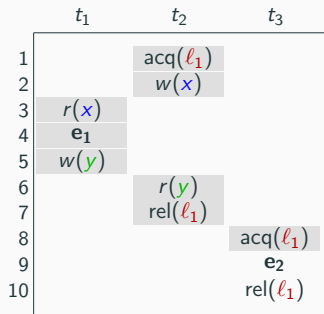 t₁ t₂ t₃
1 acq(ℓ₁)
2 w(x)
3 r(x)
4 e₁
5 w(y)
6 r(y)
7 rel(ℓ₁)
8 acq(ℓ₁)
9 e₂
10 rel(ℓ₁)